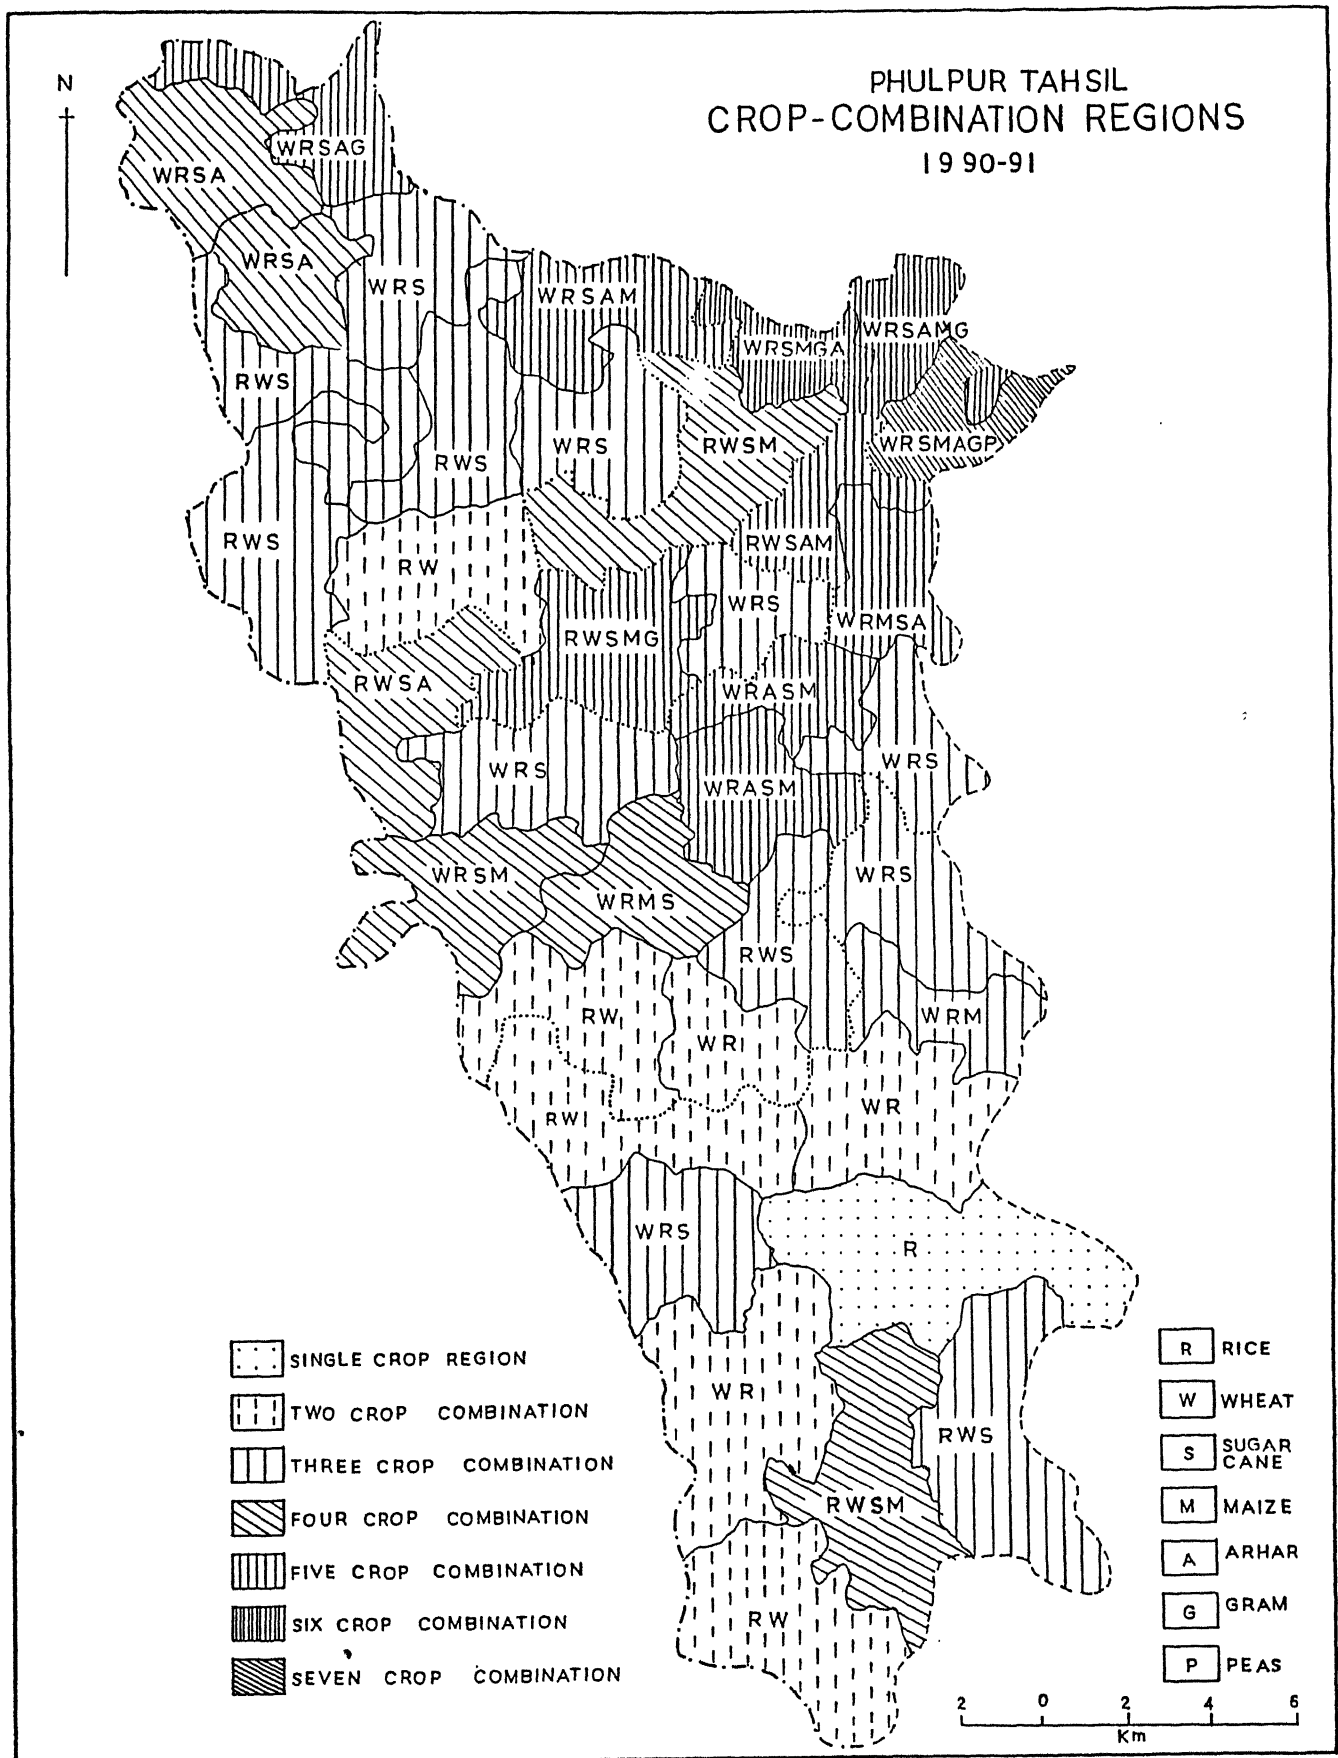 PHULPUR TAHSIL
CROP-COMBINATION REGIONS
1990-91
N
WRSAG
WRSA
WRSA
WRS
WRSAM
WRSAMG
WRSMGA
RWS
WRS
RWSM
WRSMAGP
RWS
RWS
RWSAM
RW
WRS
WRMSA
RWSMG
RWSA
WRASM
WRS
WRS
WRASM
WRSM
WRS
WRMS
RWS
RW
WRM
WR
WR
RW
WRS
R
WR
RWS
RWSM
RW
SINGLE CROP REGION
TWO CROP COMBINATION
THREE CROP COMBINATION
FOUR CROP COMBINATION
FIVE CROP COMBINATION
SIX CROP COMBINATION
SEVEN CROP COMBINATION
R RICE
W WHEAT
S SUGAR
CANE
M MAIZE
A ARHAR
G GRAM
P PEAS
2 0 2 4 6
Km